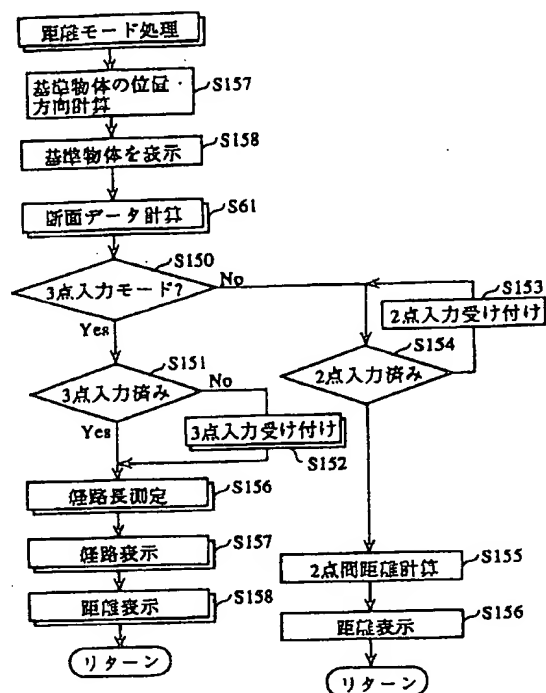 距離モード処理
基準物体の位置・
方向計算
S157
基準物体を表示
S158
断面データ計算
S61
S150
3点入力モード?
No
Yes
S151
3点入力済み
No
Yes
3点入力受け付け
S152
経路長測定
S156
経路表示
S157
距離表示
S158
リターン
S153
2点入力受け付け
S154
2点入力済み
2点間距離計算
S155
距離表示
S156
リターン